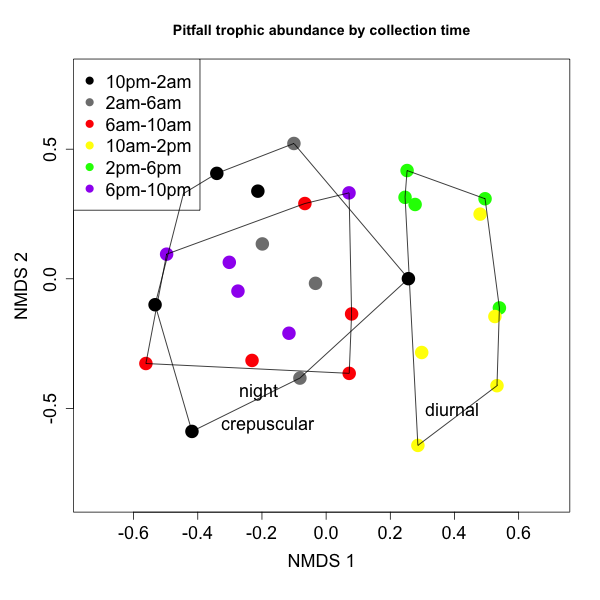 Pitfall trophic abundance by collection time
10pm-2am
2am-6am
6am-10am
10am-2pm
2pm-6pm
6pm-10pm
0.5
0.0
-0.5
NMDS 2
night
crepuscular
diurnal
-0.6 -0.4 -0.2 0.0 0.2 0.4 0.6
NMDS 1